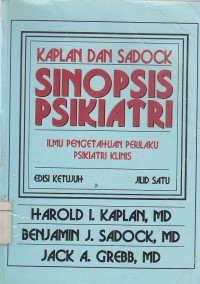 KAPLAN DAN SADOCK
SINOPSIS
PSIKIATRI
ILMU PENGETAHUAN PERILAKU
PSIKIATRI KLINIS
EDISI KETUJUH JILID SATU
HAROLD I. KAPLAN, MD
BENJAMIN J. SADOCK, MD
JACK A. GREBB, MD